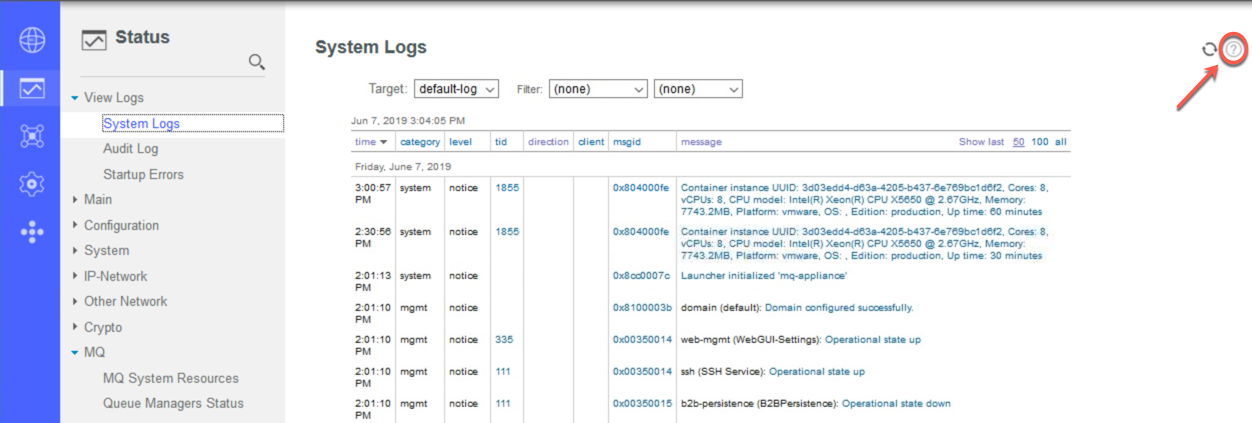 Status
View Logs
System Logs
Audit Log
Startup Errors
Main
Configuration
System
IP-Network
Other Network
Crypto
MQ
MQ System Resources
Queue Managers Status
System Logs
?
Target: default-log Filter: (none) (none)
Jun 7, 2019 3:04:05 PM
time category level tid direction client msgid message Show last 50 100 all
Friday, June 7, 2019
3:00:57 system notice 1855 0x804000fe Container instance UUID: 3d03edd4-d63a-4205-b437-6e769bc1d6f2, Cores: 8,
PM vCPUs: 8, CPU model: Intel(R) Xeon(R) CPU X5650 @ 2.67GHz, Memory:
7743.2MB, Platform: vmware, OS: , Edition: production, Up time: 60 minutes
2:30:56 system notice 1855 0x804000fe Container instance UUID: 3d03edd4-d63a-4205-b437-6e769bc1d6f2, Cores: 8,
PM vCPUs: 8, CPU model: Intel(R) Xeon(R) CPU X5650 @ 2.67GHz, Memory:
7743.2MB, Platform: vmware, OS: , Edition: production, Up time: 30 minutes
2:01:13 system notice 0x8cc0007c Launcher initialized 'mq-appliance'
PM
2:01:10 mgmt notice 0x8100003b domain (default): Domain configured successfully.
PM
2:01:10 mgmt notice 335 0x00350014 web-mgmt (WebGUI-Settings): Operational state up
PM
2:01:10 mgmt notice 111 0x00350014 ssh (SSH Service): Operational state up
PM
2:01:10 mgmt notice 111 0x00350015 b2b-persistence (B2BPersistence): Operational state down
PM